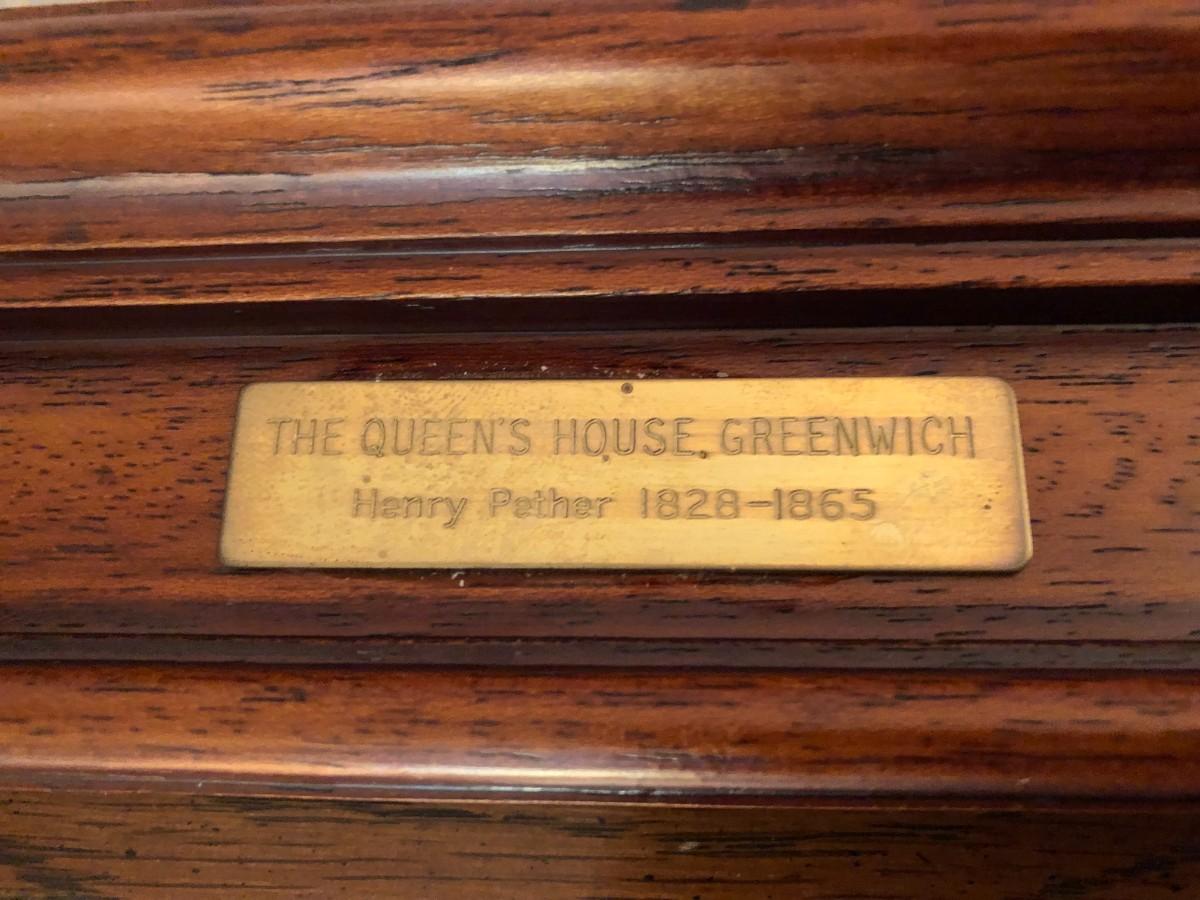 THE QUEEN'S HOUSE, GREENWICH
Henry Pether 1828-1865